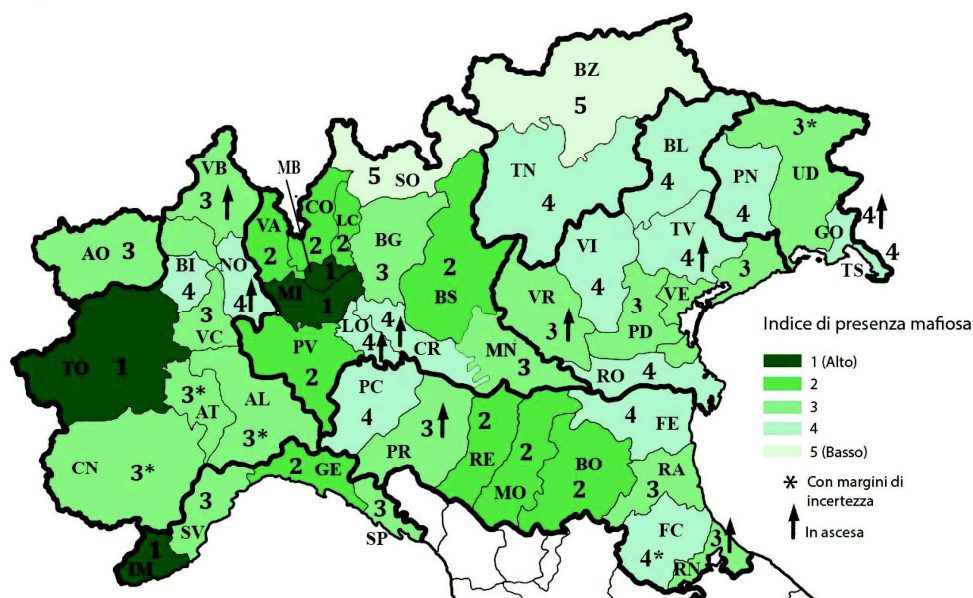 BZ
5
3*
VB
3
MB
5 SO
CO
LC
VA
2
2
2
TN
4
BL
4
PN
4
UD
4
GO
4
TS
AO 3
BI
4
NO
4
BG
3
2
BS
VI
4
TV
4
3
1
MI
1
VR
3
3
PD
VE
3
VC
TO 1
LO
4
4
CR
MN
3
RO 4
PV
2
3*
AT
AL
3*
PC
4
3
PR
2
RE
2
MO
BO
2
4
FE
RA
3
CN
3*
2 GE
3
SV
3
SP
1
IM
FC
4*
3
RN
Indice di presenza mafiosa
1 (Alto)
2
3
4
5 (Basso)
* Con margini di
incertezza
In ascesa